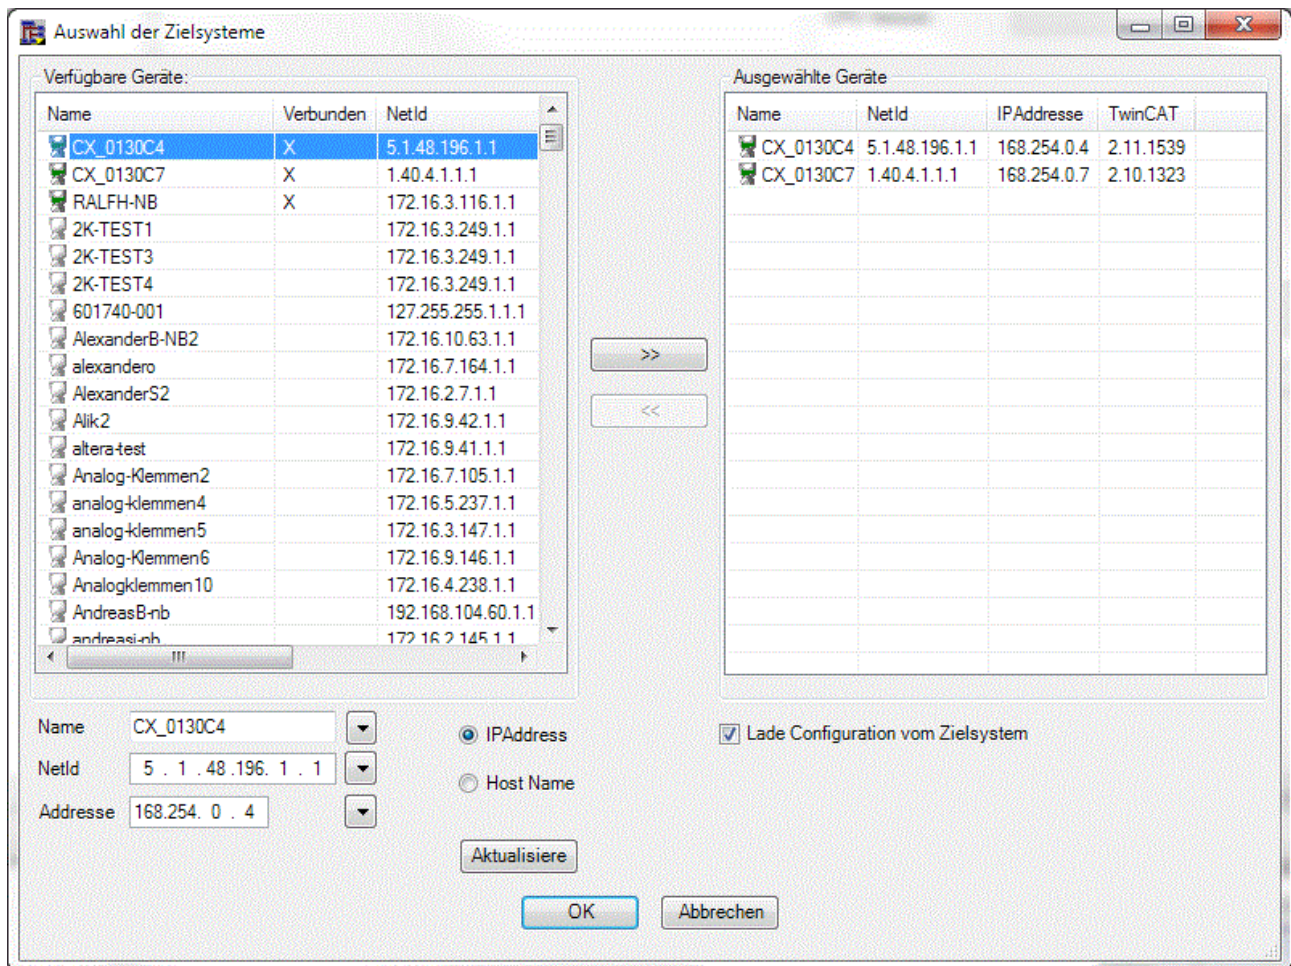 Auswahl der Zielsysteme
Verfügbare Geräte:
Name Verbunden NetId
CX_0130C4 X 5.1.48.196.1.1
CX_0130C7 X 1.40.4.1.1.1
RALFH-NB X 172.16.3.116.1.1
2K-TEST1 172.16.3.249.1.1
2K-TEST3 172.16.3.249.1.1
2K-TEST4 172.16.3.249.1.1
601740-001 127.255.255.1.1.1
AlexanderB-NB2 172.16.10.63.1.1
alexandero 172.16.7.164.1.1
AlexanderS2 172.16.2.7.1.1
Alik2 172.16.9.42.1.1
altera-test 172.16.9.41.1.1
Analog-Klemmen2 172.16.7.105.1.1
analog-klemmen4 172.16.5.237.1.1
analog-klemmen5 172.16.3.147.1.1
Analog-Klemmen6 172.16.9.146.1.1
Analogklemmen10 172.16.4.238.1.1
AndreasB-nb 192.168.104.60.1.1
andreasi-nb 172.16.2.145.1.1
>>
<<
Ausgewählte Geräte
Name NetId IPAddresse TwinCAT
CX_0130C4 5.1.48.196.1.1 168.254.0.4 2.11.1539
CX_0130C7 1.40.4.1.1.1 168.254.0.7 2.10.1323
Name CX_0130C4
NetId 5 . 1 . 48 .196. 1 . 1
Addresse 168.254. 0 . 4
IPAddress
Host Name
Aktualisiere
Lade Configuration vom Zielsystem
OK Abbrechen